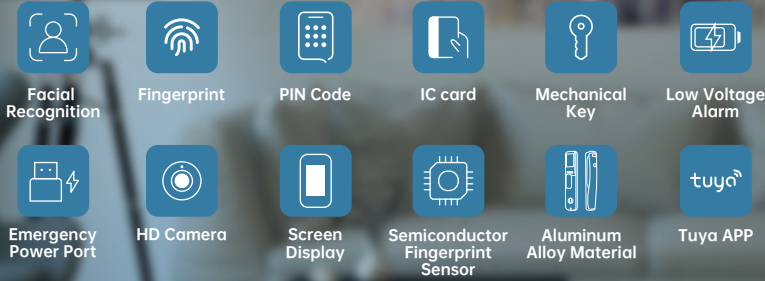 Facial
Recognition
Fingerprint
PIN Code
IC card
Mechanical
Key
Low Voltage
Alarm
tuya
Emergency
Power Port
HD Camera
Screen
Display
Semiconductor
Fingerprint
Sensor
Aluminum
Alloy Material
Tuya APP